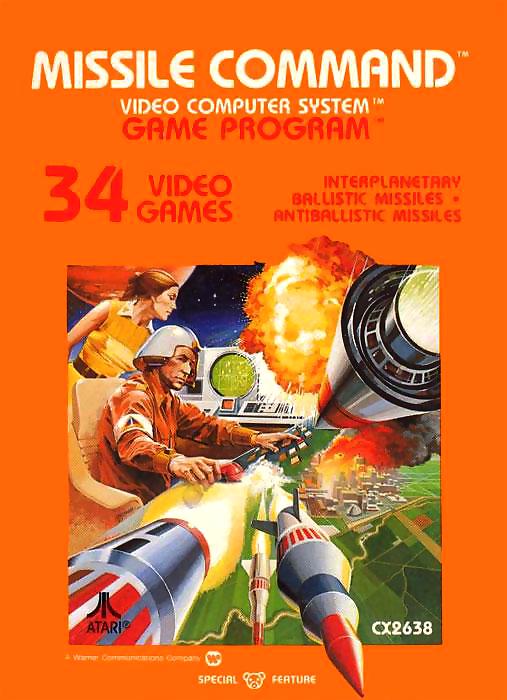 MISSILE COMMAND™
VIDEO COMPUTER SYSTEM™
GAME PROGRAM™
34 VIDEO GAMES
INTERPLANETARY
BALLISTIC MISSILES •
ANTIBALLISTIC MISSILES
ATARI®
CX2638
A Warner Communications Company
SPECIAL FEATURE